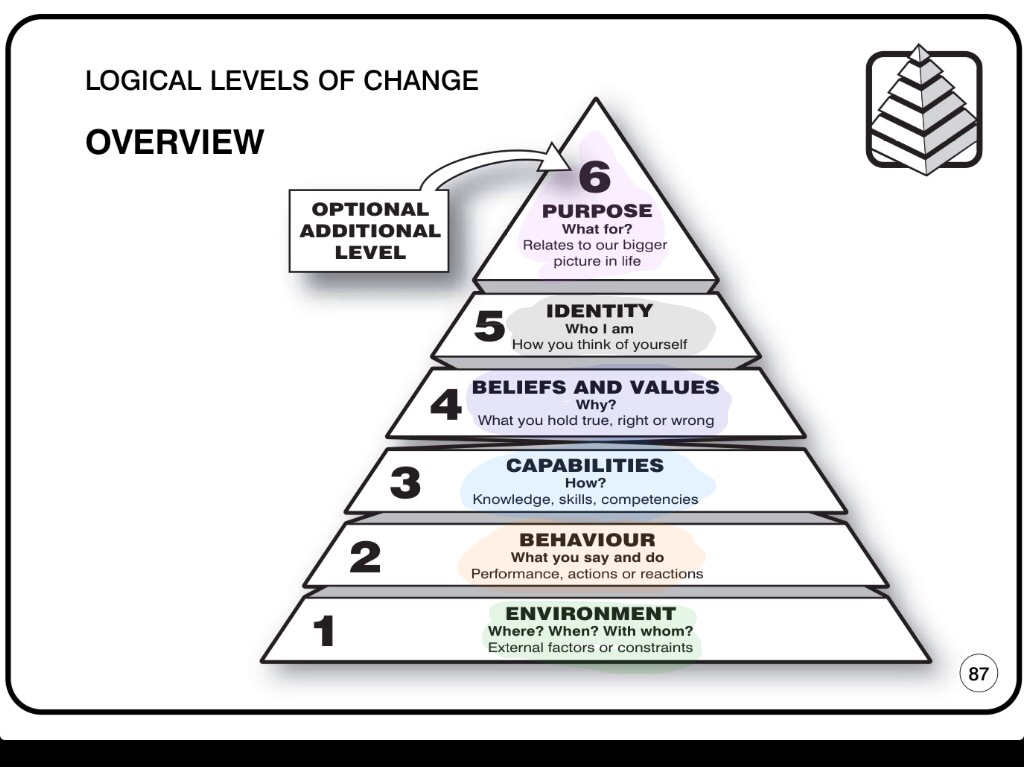 LOGICAL LEVELS OF CHANGE
OVERVIEW
OPTIONAL
ADDITIONAL
LEVEL
6
PURPOSE
What for?
Relates to our bigger
picture in life
5
IDENTITY
Who I am
How you think of yourself
4
BELIEFS AND VALUES
Why?
What you hold true, right or wrong
3
CAPABILITIES
How?
Knowledge, skills, competencies
2
BEHAVIOUR
What you say and do
Performance, actions or reactions
1
ENVIRONMENT
Where? When? With whom?
External factors or constraints
87